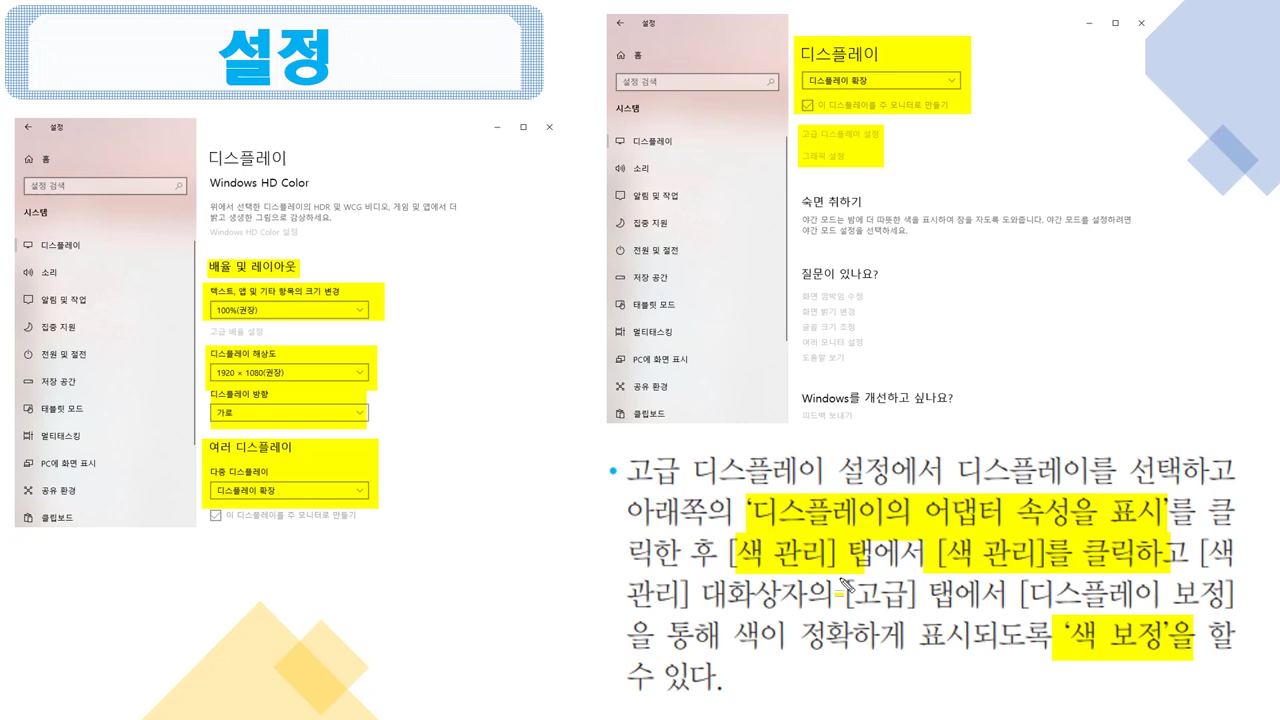 설정
설정
홈
설정 검색
시스템
디스플레이
소리
알림 및 작업
집중 지원
전원 및 절전
저장 공간
태블릿 모드
멀티태스킹
PC에 화면 표시
공유 환경
클립보드
디스플레이
Windows HD Color
위에서 선택한 디스플레이의 HDR 및 WCG 비디오, 게임 및 앱에서 더
밝고 생생한 그림으로 감상하세요.
Windows HD Color 설정
배율 및 레이아웃
텍스트, 앱 및 기타 항목의 크기 변경
100%(권장)
고급 배율 설정
디스플레이 해상도
1920 × 1080(권장)
디스플레이 방향
가로
여러 디스플레이
다중 디스플레이
디스플레이 확장
이 디스플레이를 주 모니터로 만들기
설정
홈
설정 검색
시스템
디스플레이
소리
알림 및 작업
집중 지원
전원 및 절전
저장 공간
태블릿 모드
멀티태스킹
PC에 화면 표시
공유 환경
클립보드
디스플레이
디스플레이 확장
이 디스플레이를 주 모니터로 만들기
고급 디스플레이 설정
그래픽 설정
숙면 취하기
야간 모드는 밤에 더 따뜻한 색을 표시하여 잠을 자도록 도와줍니다. 야간 모드를 설정하려면
야간 모드 설정을 선택하세요.
질문이 있나요?
화면 깜박임 수정
화면 밝기 변경
글꼴 크기 조정
여러 모니터 설정
도움말 보기
Windows를 개선하고 싶나요?
피드백 보내기
• 고급 디스플레이 설정에서 디스플레이를 선택하고
아래쪽의 ‘디스플레이의 어댑터 속성을 표시’를 클
릭한 후 [색 관리] 탭에서 [색 관리]를 클릭하고 [색
관리] 대화상자의 [고급] 탭에서 [디스플레이 보정]
을 통해 색이 정확하게 표시되도록 ‘색 보정’을 할
수 있다.